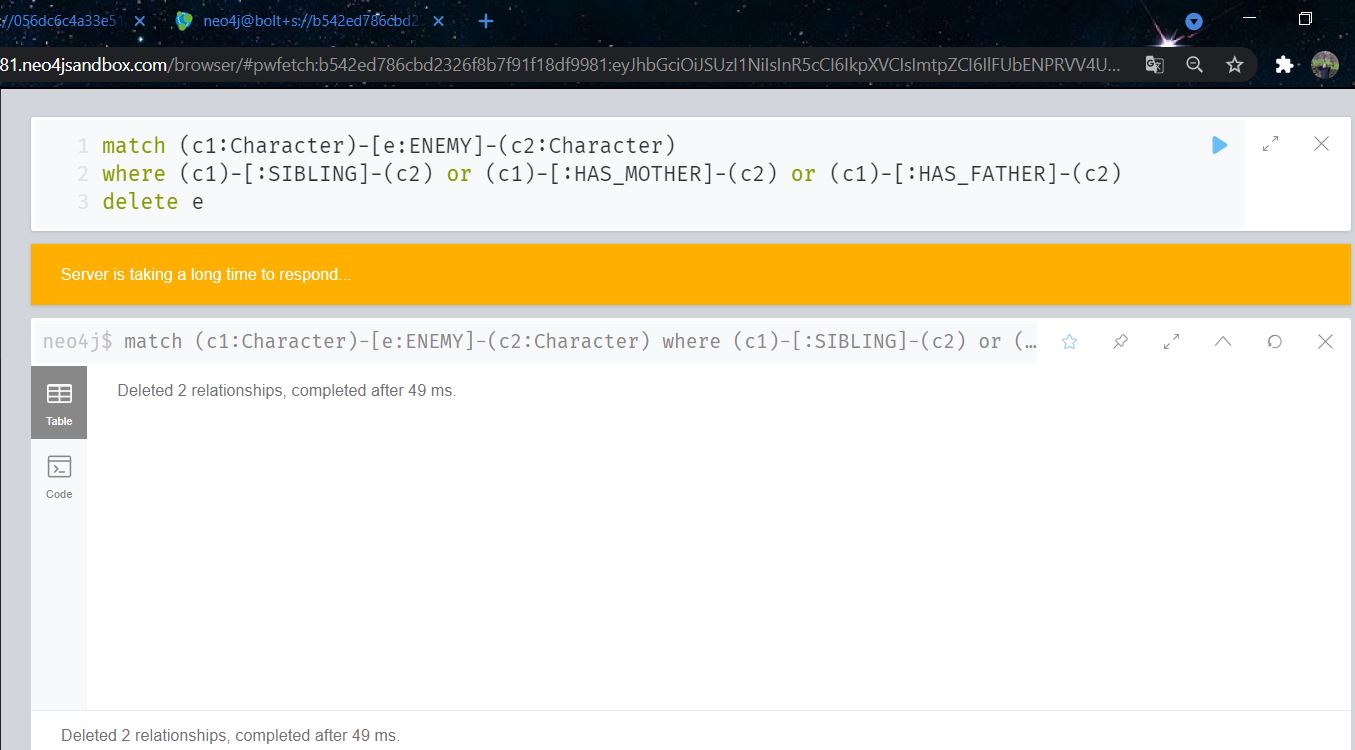 //056dc6c4a33e51
neo4j@bolt+s://b542ed786cbd2
81.neo4jsandbox.com/browser/#pwfetch:b542ed786cbd2326f8b7f91f18df9981:eyJhbGciOiJSUzI1NiIsInR5cCI6IkpXVCIsImtpZCI6IlFUbENPRVV4U...
1 match (c1:Character)-[e:ENEMY]-(c2:Character)
2 where (c1)-[:SIBLING]-(c2) or (c1)-[:HAS_MOTHER]-(c2) or (c1)-[:HAS_FATHER]-(c2)
3 delete e
Server is taking a long time to respond...
neo4j$ match (c1:Character)-[e:ENEMY]-(c2:Character) where (c1)-[:SIBLING]-(c2) or (…
Table
Deleted 2 relationships, completed after 49 ms.
Code
Deleted 2 relationships, completed after 49 ms.